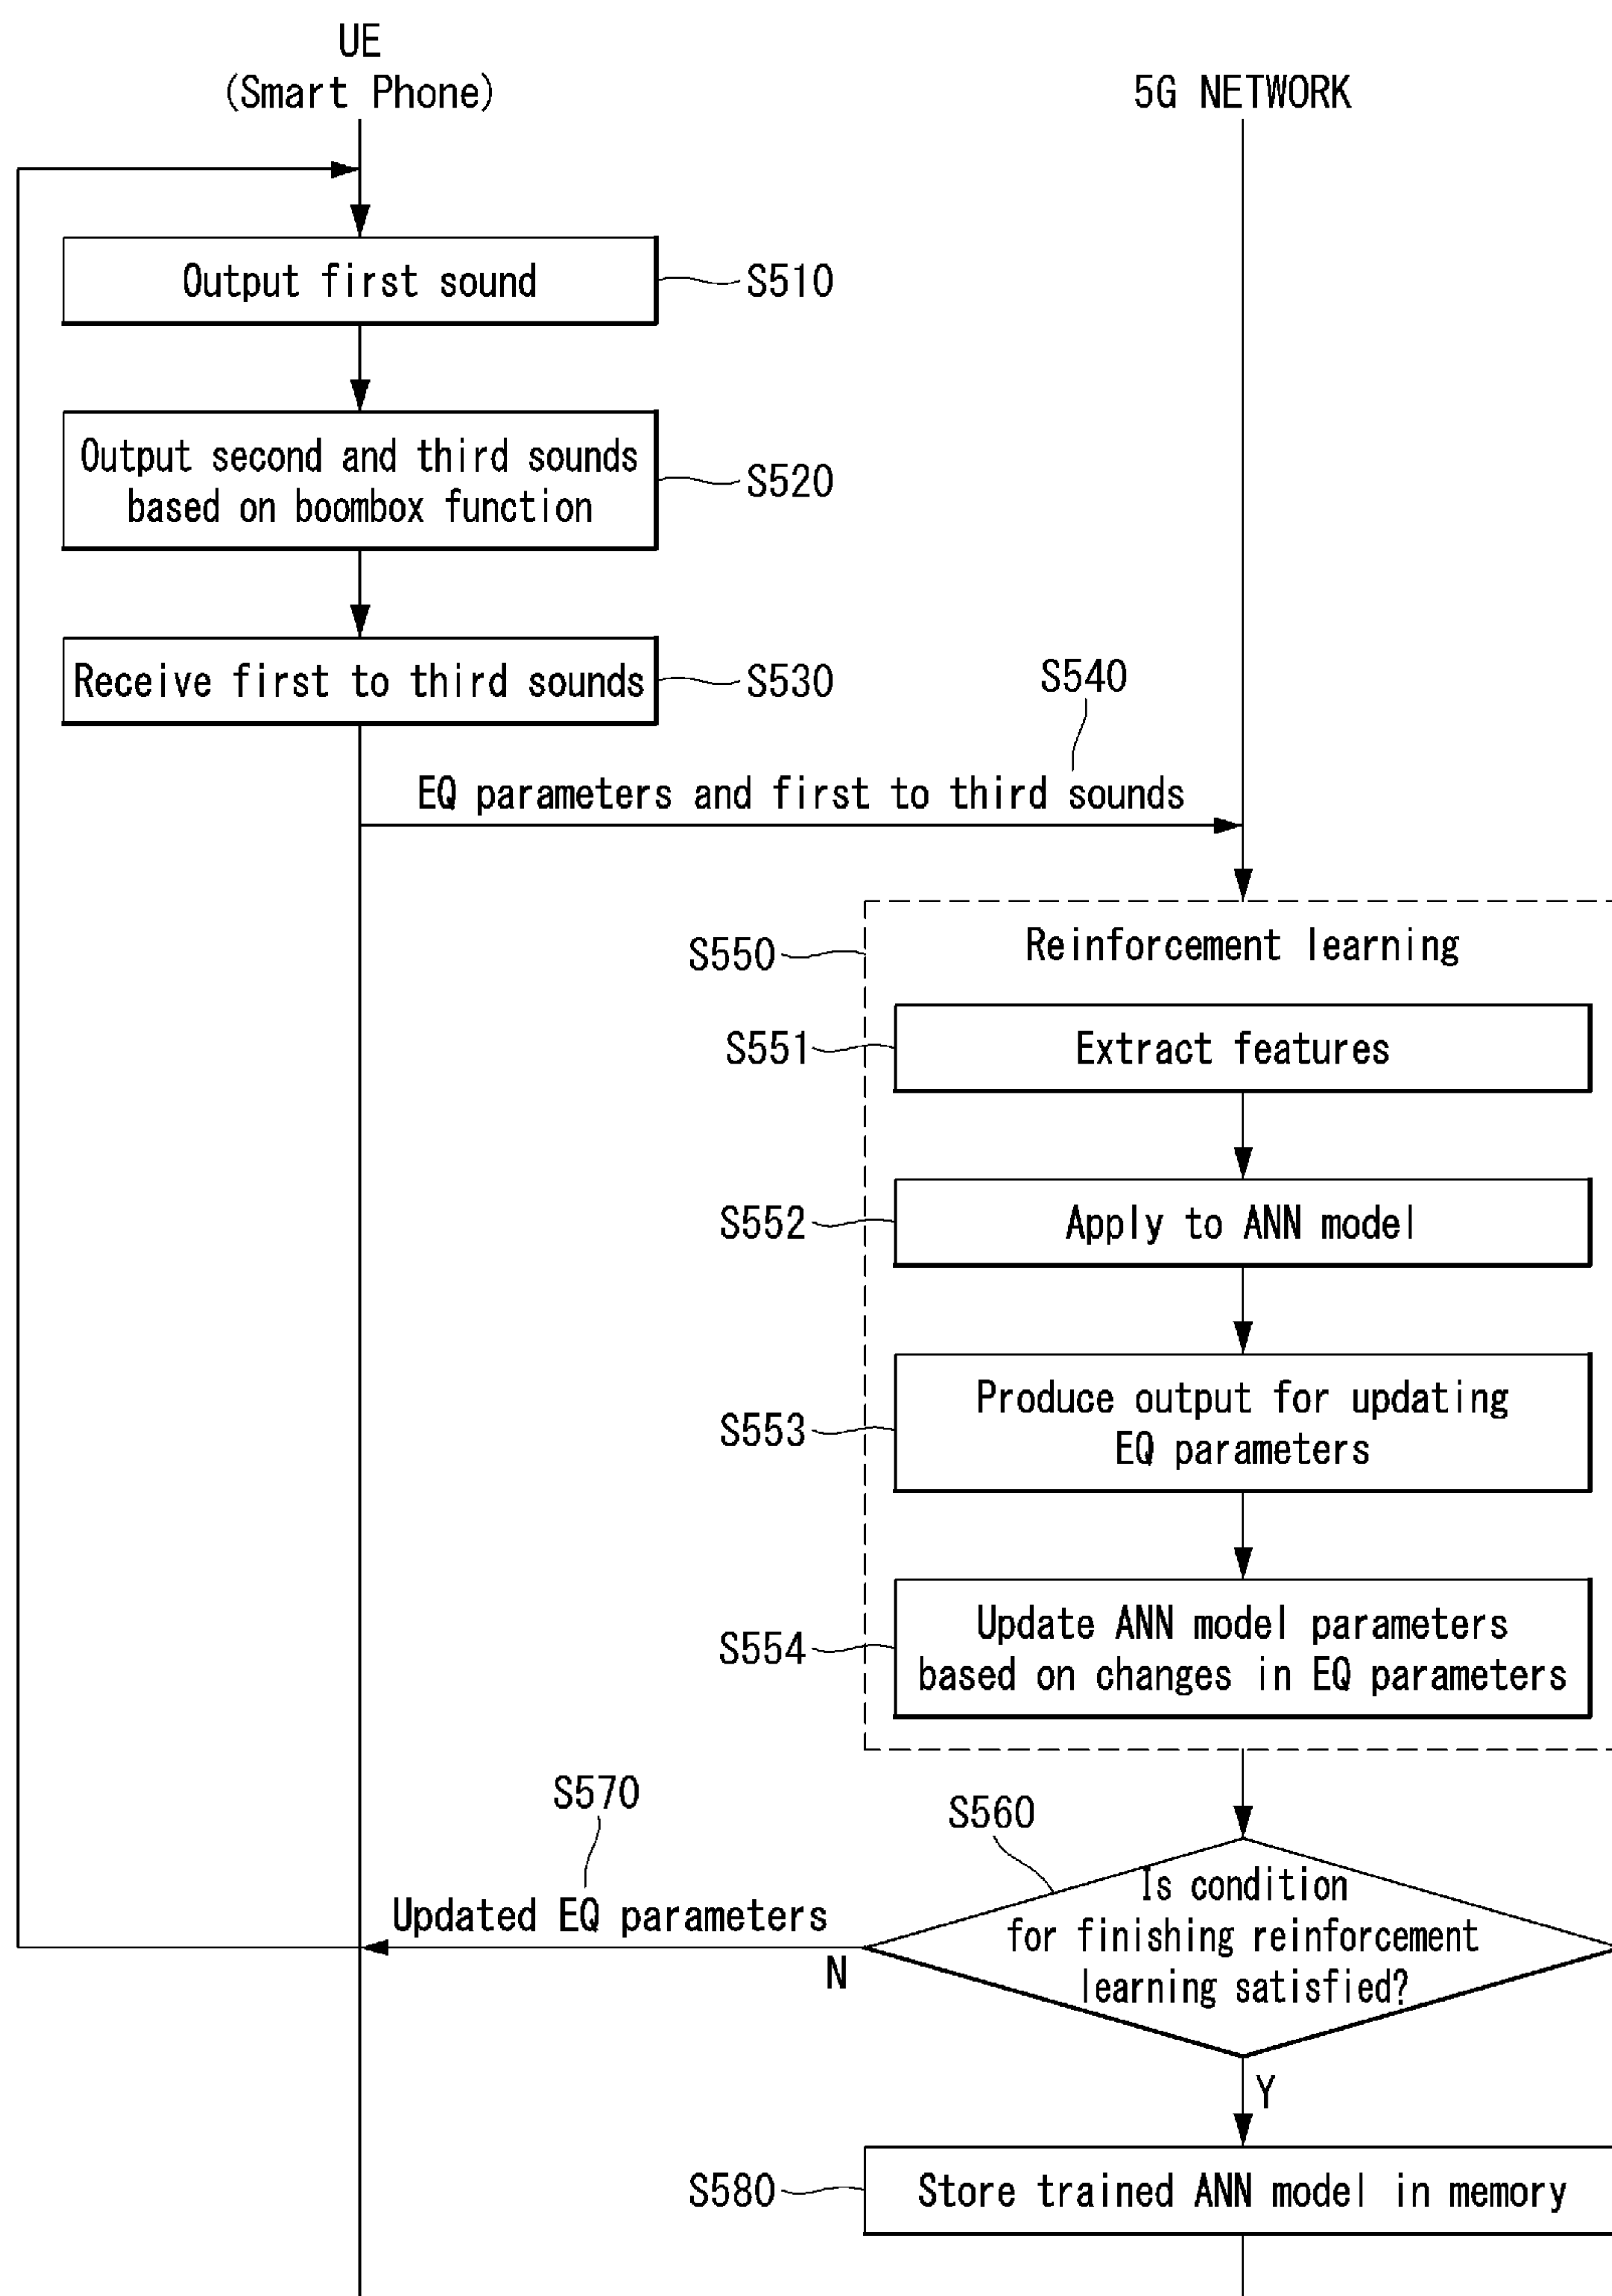 UE
(Smart Phone)
5G NETWORK
Output first sound
S510
Output second and third sounds
based on boombox function
S520
Receive first to third sounds
S530
S540
EQ parameters and first to third sounds
S550
Reinforcement learning
S551
Extract features
S552
Apply to ANN model
S553
Produce output for updating
EQ parameters
S554
Update ANN model parameters
based on changes in EQ parameters
S570
Updated EQ parameters
N
S560
Is condition
for finishing reinforcement
learning satisfied?
Y
S580
Store trained ANN model in memory